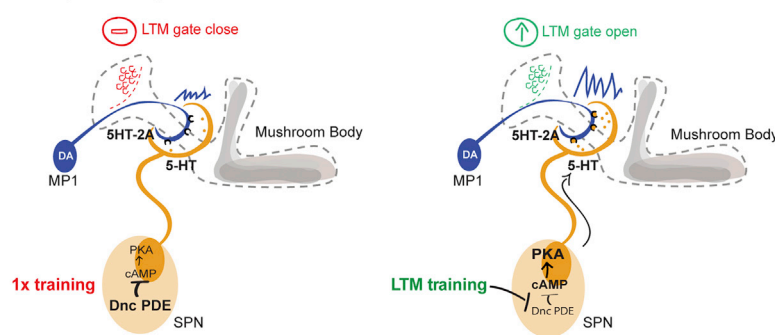 LTM gate close
5HT-2A
5-HT
Mushroom Body
DA
MP1
PKA
cAMP
1x training
Dnc PDE
SPN
LTM gate open
5HT-2A
5-HT
Mushroom Body
DA
MP1
PKA
LTM training
cAMP
Dnc PDE
SPN